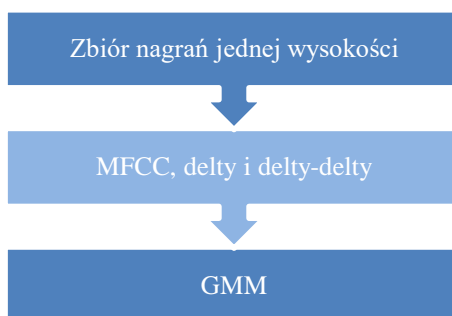 Zbiór nagrań jednej wysokości
MFCC, delty i delty-delty
GMM